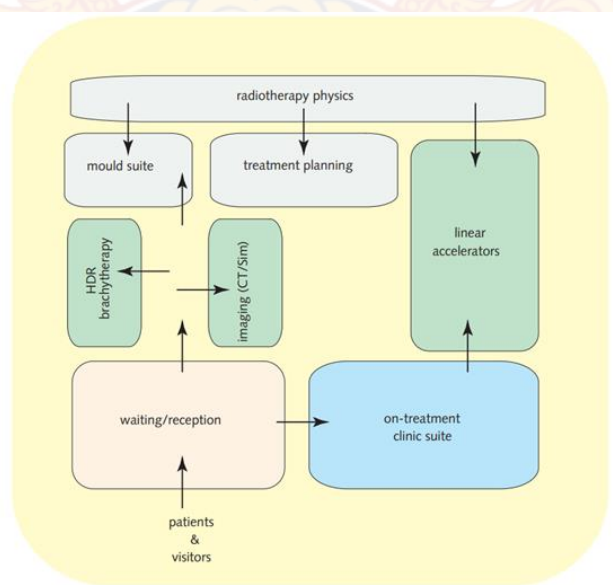 radiotherapy physics
mould suite
treatment planning
linear
accelerators
HDR
brachytherapy
imaging (CT/Sim)
waiting/reception
on-treatment
clinic suite
patients
&
visitors